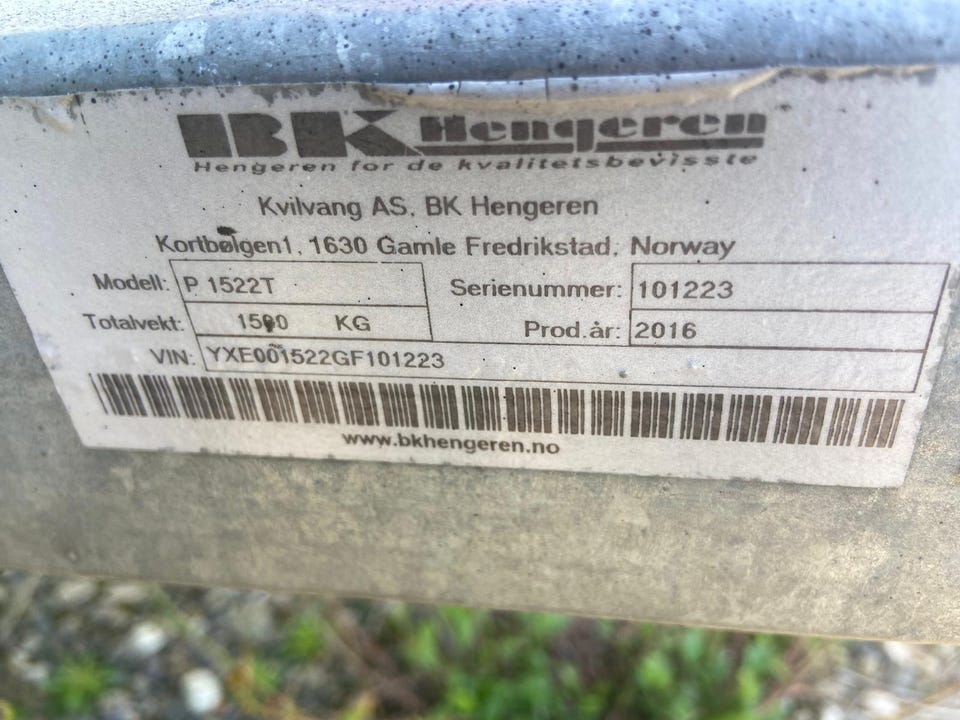 BK Hengeren
Hengeren for de kvalitetsbevisste
Kvilvang AS, BK Hengeren
Kortbølgen1, 1630 Gamle Fredrikstad, Norway
Modell: P 1522T Serienummer: 101223
Totalvekt: 1500 KG Prod.år: 2016
VIN: YXE001522GF101223
www.bkhengeren.no